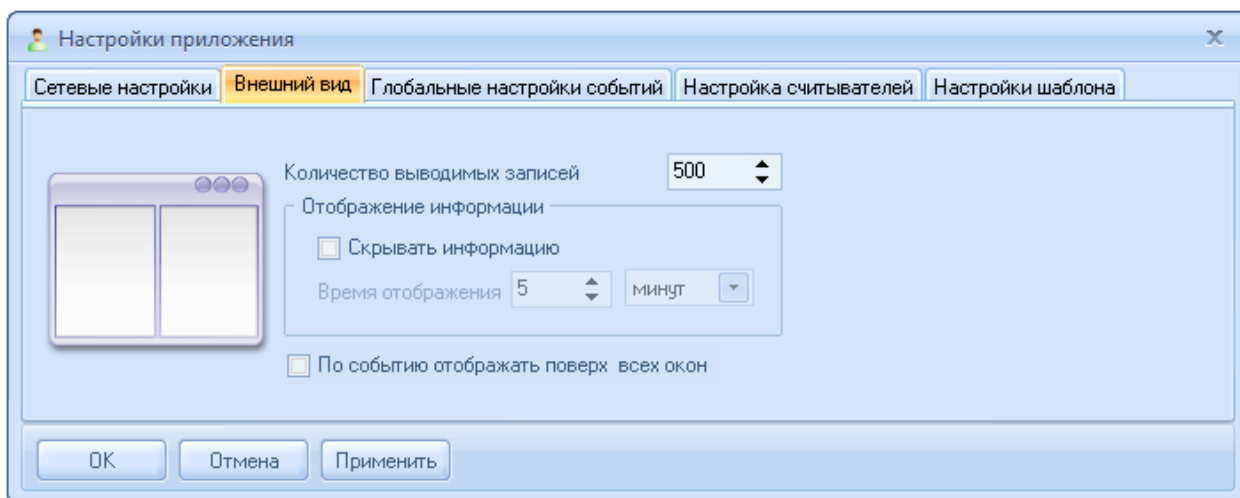 Настройки приложения
Сетевые настройки Внешний вид Глобальные настройки событий Настройка считывателей Настройки шаблона
Количество выводимых записей 500
Отображение информации
Скрывать информацию
Время отображения 5 минут
По событию отображать поверх всех окон
OK Отмена Применить